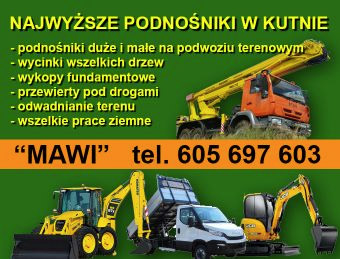 NAJWYŻSZE PODNOŚNIKI W KUTNIE
- podnośniki duże i małe na podwoziu terenowym
- wycinki wszelkich drzew
- wykopy fundamentowe
- przewierty pod drogami
- odwadnianie terenu
- wszelkie prace ziemne
“MAWI” tel. 605 697 603